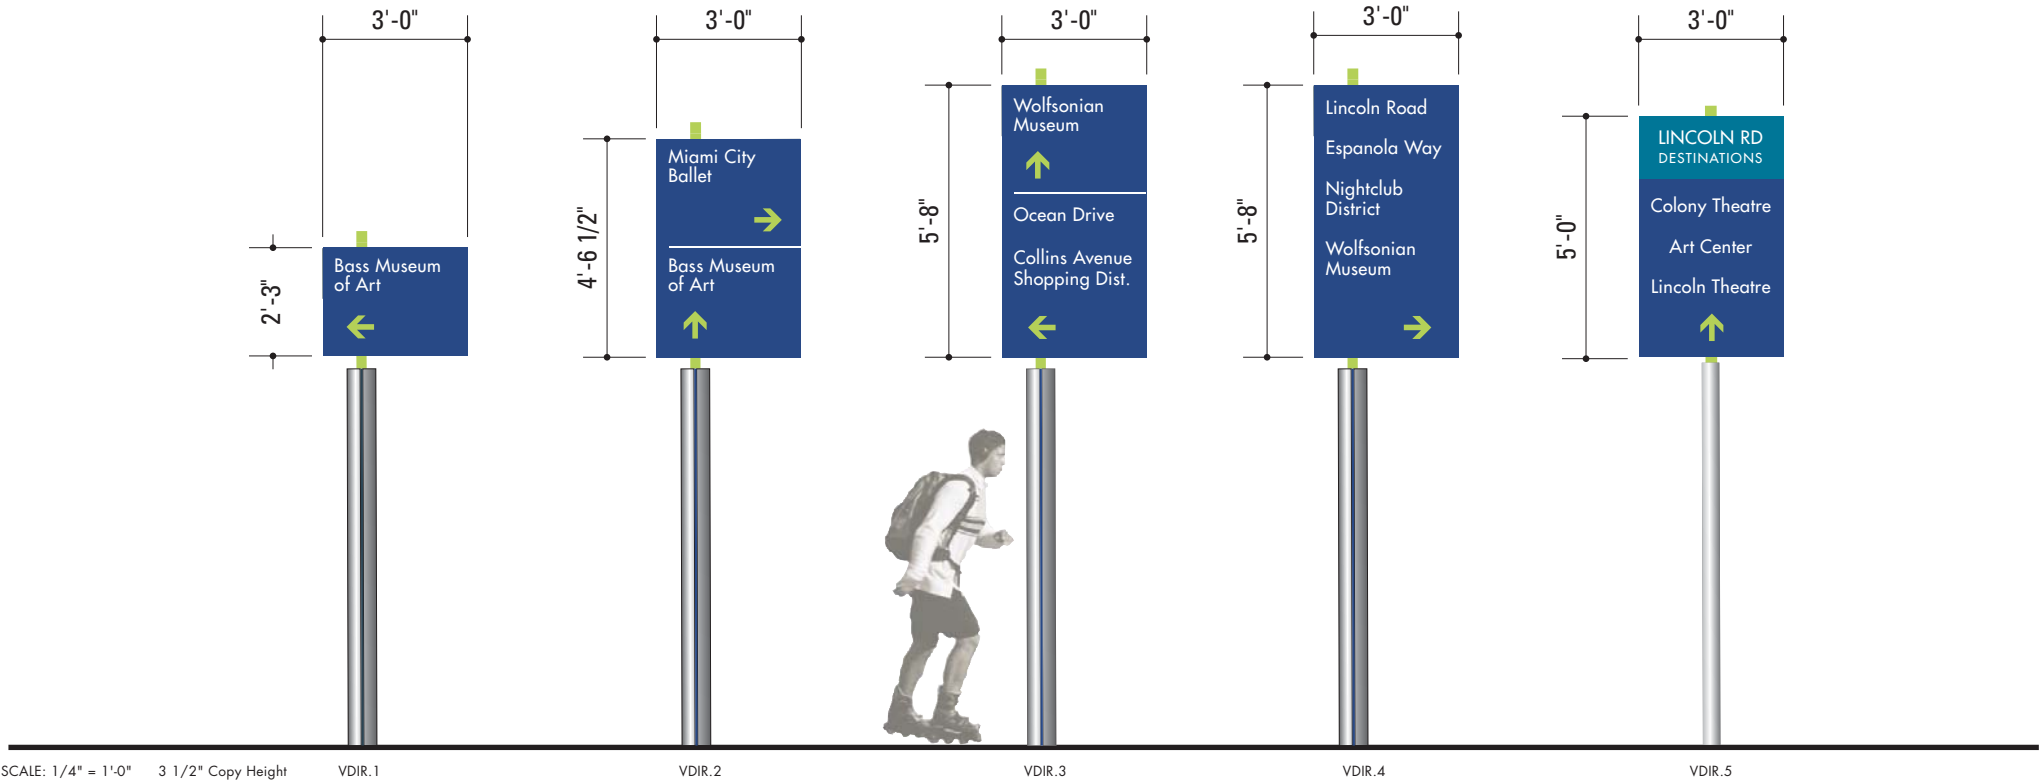 3'-0"
3'-0"
3'-0"
3'-0"
3'-0"
2'-3"
Bass Museum
of Art
4'-6 1/2"
Miami City
Ballet
Bass Museum
of Art
5'-8"
Wolfsonian
Museum
Ocean Drive
Collins Avenue
Shopping Dist.
5'-8"
Lincoln Road
Espanola Way
Nightclub
District
Wolfsonian
Museum
5'-0"
LINCOLN RD
DESTINATIONS
Colony Theatre
Art Center
Lincoln Theatre
SCALE: 1/4" = 1'-0" 3 1/2" Copy Height
VDIR.1
VDIR.2
VDIR.3
VDIR.4
VDIR.5